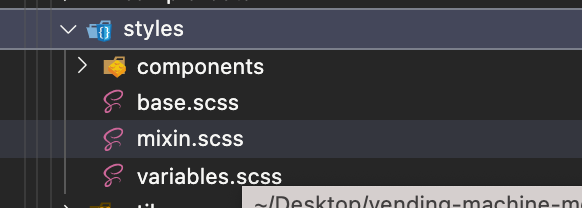 styles
components
base.scss
mixin.scss
variables.scss
~/Desktop/vending-machine-m